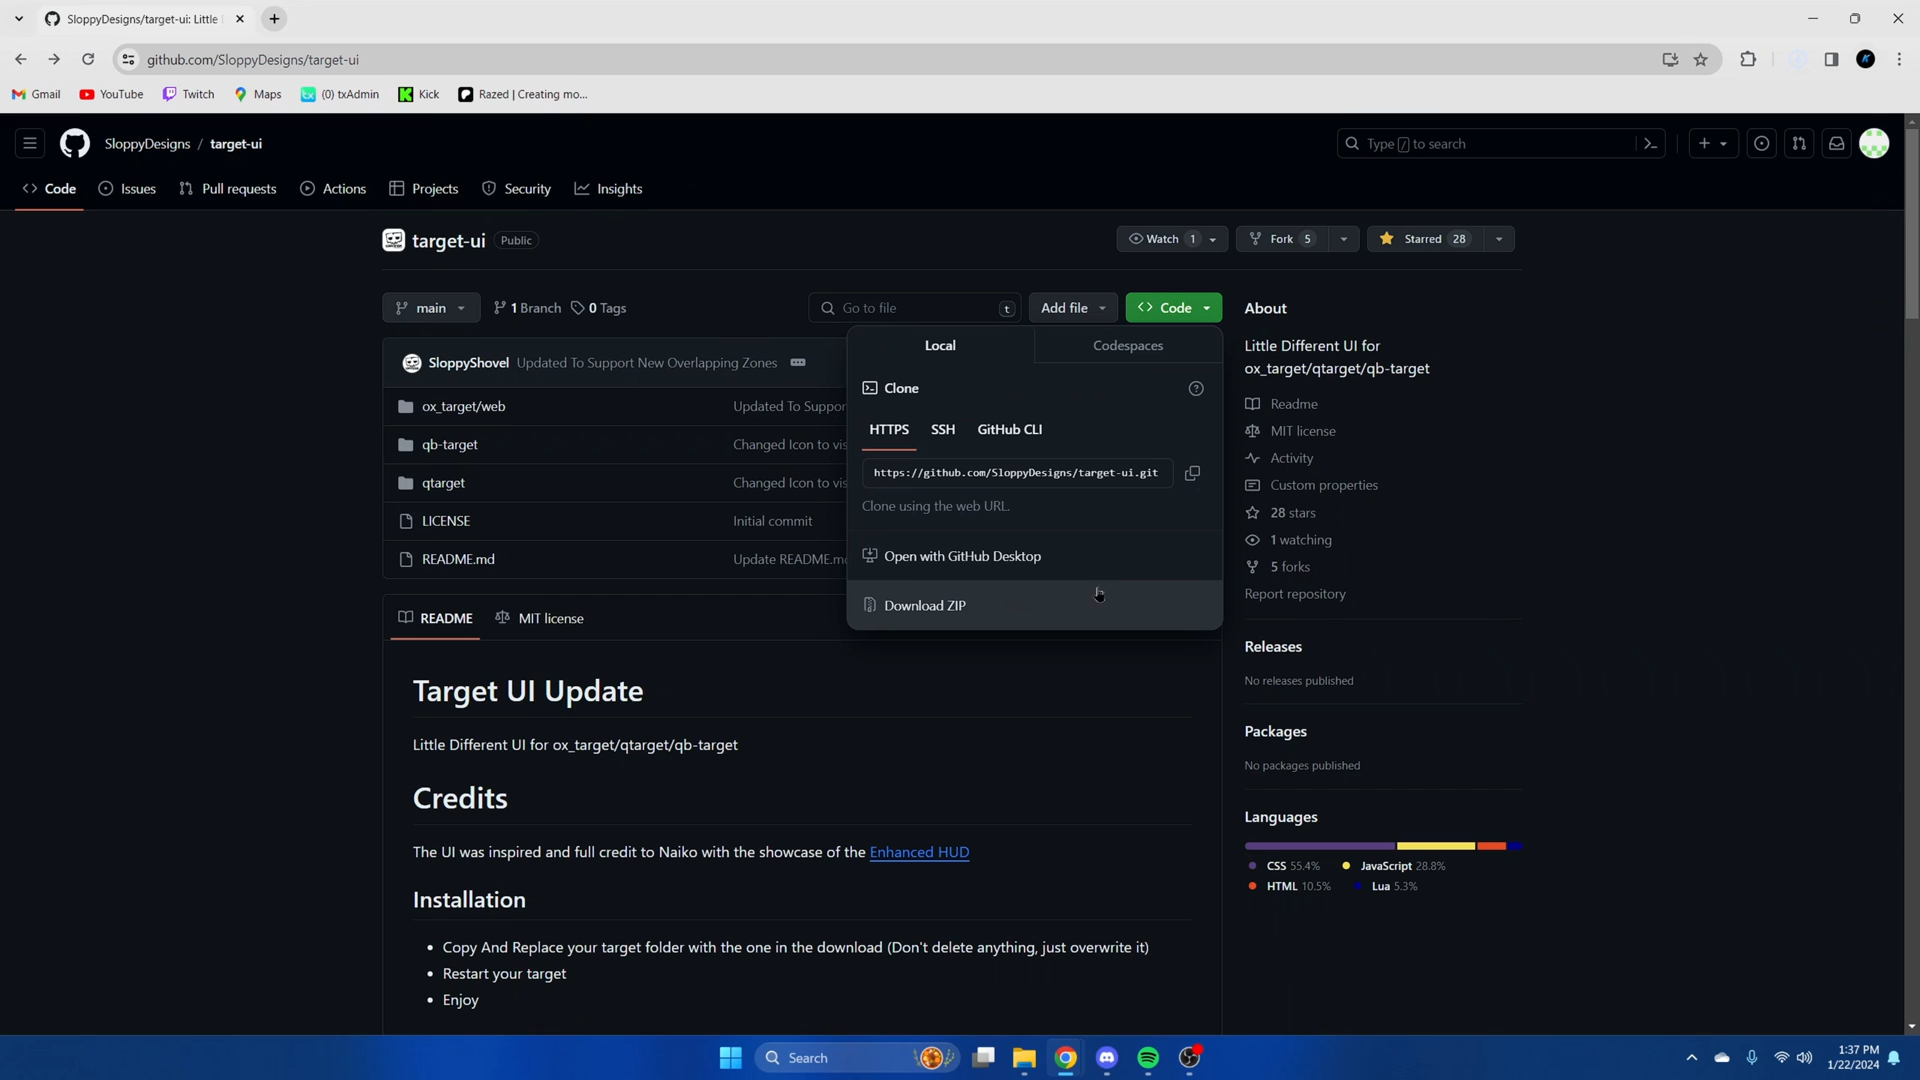 SloppyDesigns/target-ui: Little
github.com/SloppyDesigns/target-ui
Gmail
YouTube
Twitch
Maps
(0) txAdmin
Kick
Razed | Creating mo...
SloppyDesigns / target-ui
Type / to search
Code
Issues
Pull requests
Actions
Projects
Security
Insights
target-ui
Public
Watch 1
Fork 5
Starred 28
main
1 Branch
0 Tags
Go to file
t
Add file
Code
Local
Codespaces
Clone
HTTPS
SSH
GitHub CLI
https://github.com/SloppyDesigns/target-ui.git
Clone using the web URL.
Open with GitHub Desktop
Download ZIP
SloppyShovel Updated To Support New Overlapping Zones
ox_target/web
Updated To Suppor
qb-target
Changed Icon to vis
qtarget
Changed Icon to vis
LICENSE
Initial commit
README.md
Update README.m
README
MIT license
Target UI Update
Little Different UI for ox_target/qtarget/qb-target
Credits
The UI was inspired and full credit to Naiko with the showcase of the Enhanced HUD
Installation
• Copy And Replace your target folder with the one in the download (Don't delete anything, just overwrite it)
• Restart your target
• Enjoy
About
Little Different UI for
ox_target/qtarget/qb-target
Readme
MIT license
Activity
Custom properties
28 stars
1 watching
5 forks
Report repository
Releases
No releases published
Packages
No packages published
Languages
CSS 55.4%
JavaScript 28.8%
HTML 10.5%
Lua 5.3%
Search
1:37 PM
1/22/2024